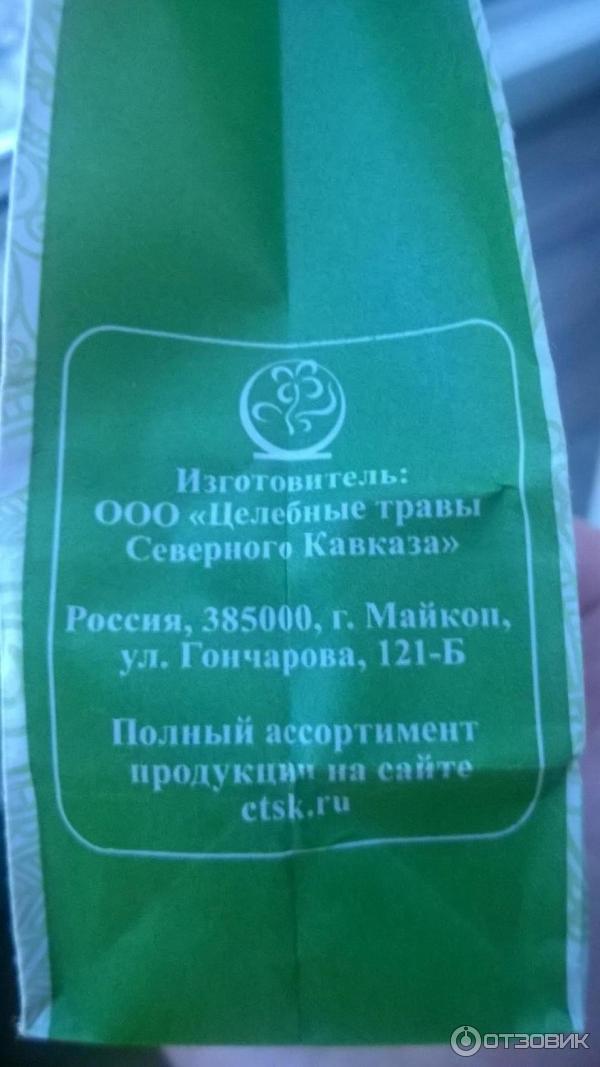 Изготовитель:
ООО «Целебные травы
Северного Кавказа»
Россия, 385000, г. Майкоп,
ул. Гончарова, 121-Б
Полный ассортимент
продукции на сайте
ctsk.ru
ОТЗОВИК